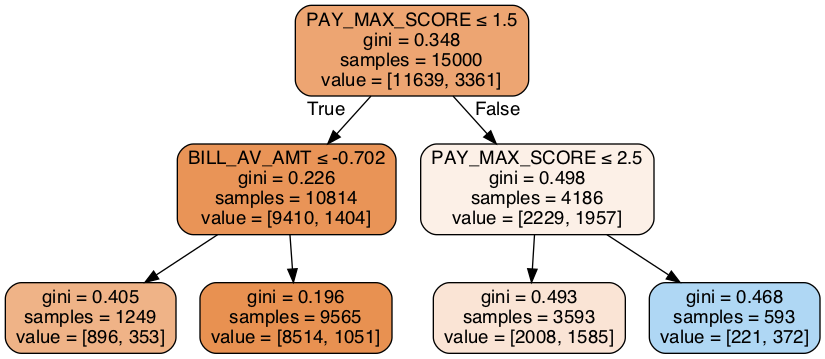 PAY_MAX_SCORE ≤ 1.5
gini = 0.348
samples = 15000
value = [11639, 3361]
True
False
BILL_AV_AMT ≤ -0.702
gini = 0.226
samples = 10814
value = [9410, 1404]
PAY_MAX_SCORE ≤ 2.5
gini = 0.498
samples = 4186
value = [2229, 1957]
gini = 0.405
samples = 1249
value = [896, 353]
gini = 0.196
samples = 9565
value = [8514, 1051]
gini = 0.493
samples = 3593
value = [2008, 1585]
gini = 0.468
samples = 593
value = [221, 372]